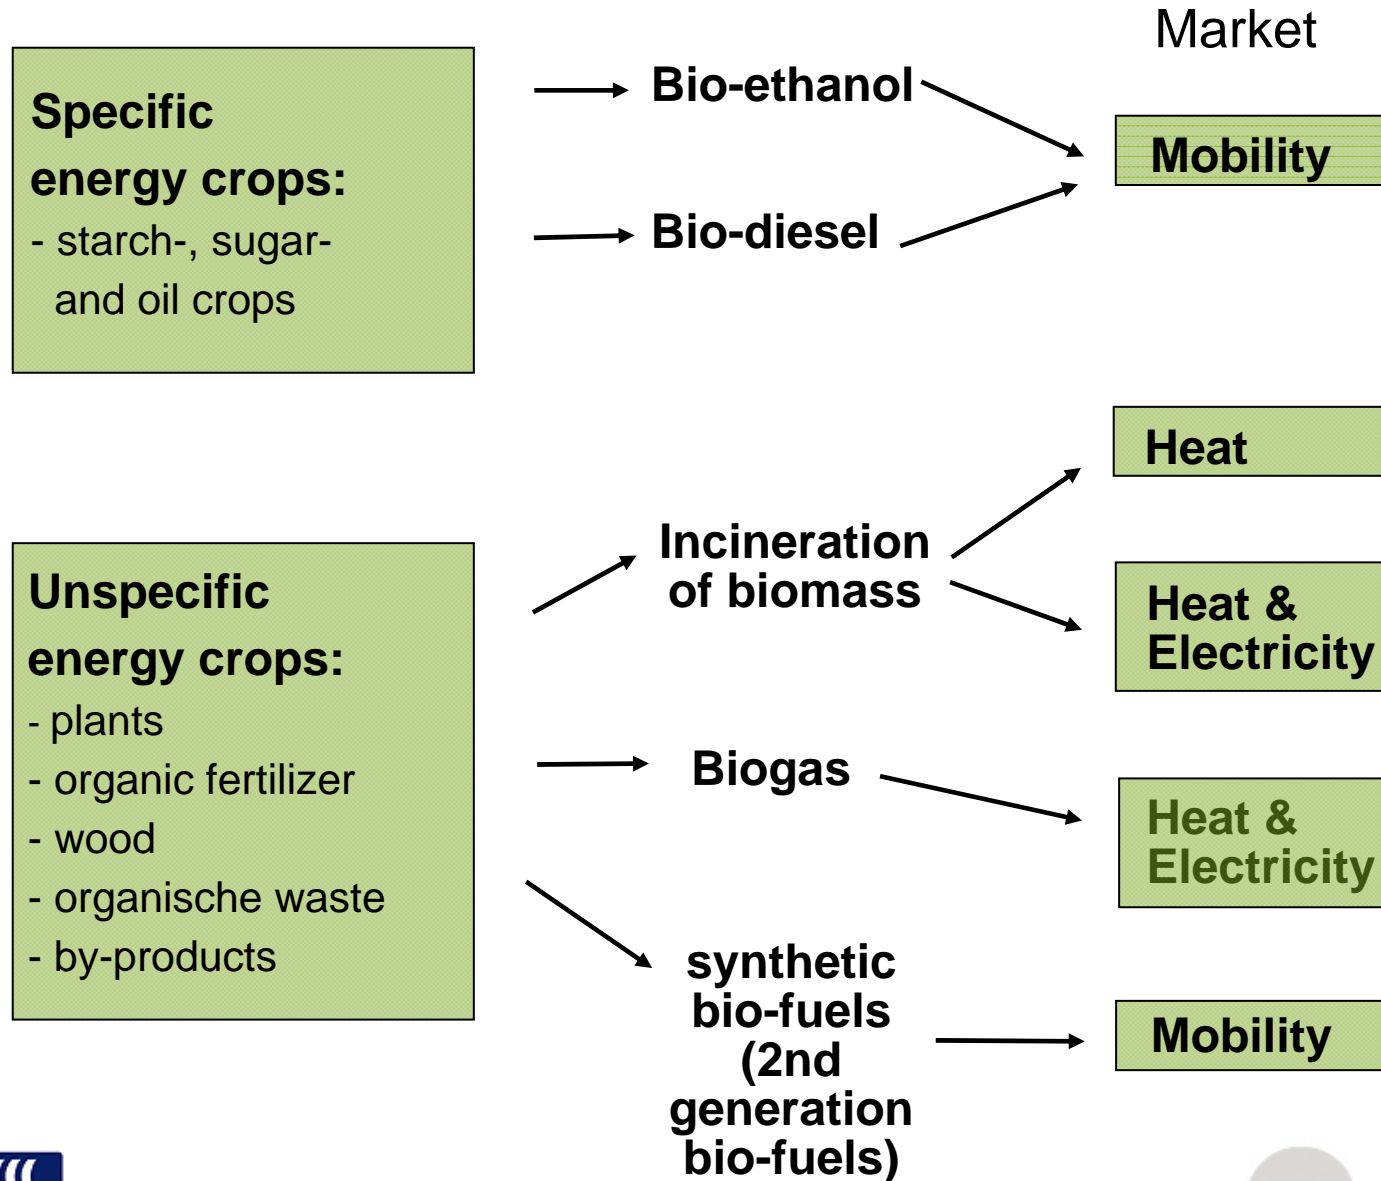 Market
Specific
energy crops:
- starch-, sugar-
and oil crops
Bio-ethanol
Bio-diesel
Mobility
Unspecific
energy crops:
- plants
- organic fertilizer
- wood
- organische waste
- by-products
Incineration
of biomass
Heat
Heat &
Electricity
Biogas
Heat &
Electricity
synthetic
bio-fuels
(2nd
generation
bio-fuels)
Mobility